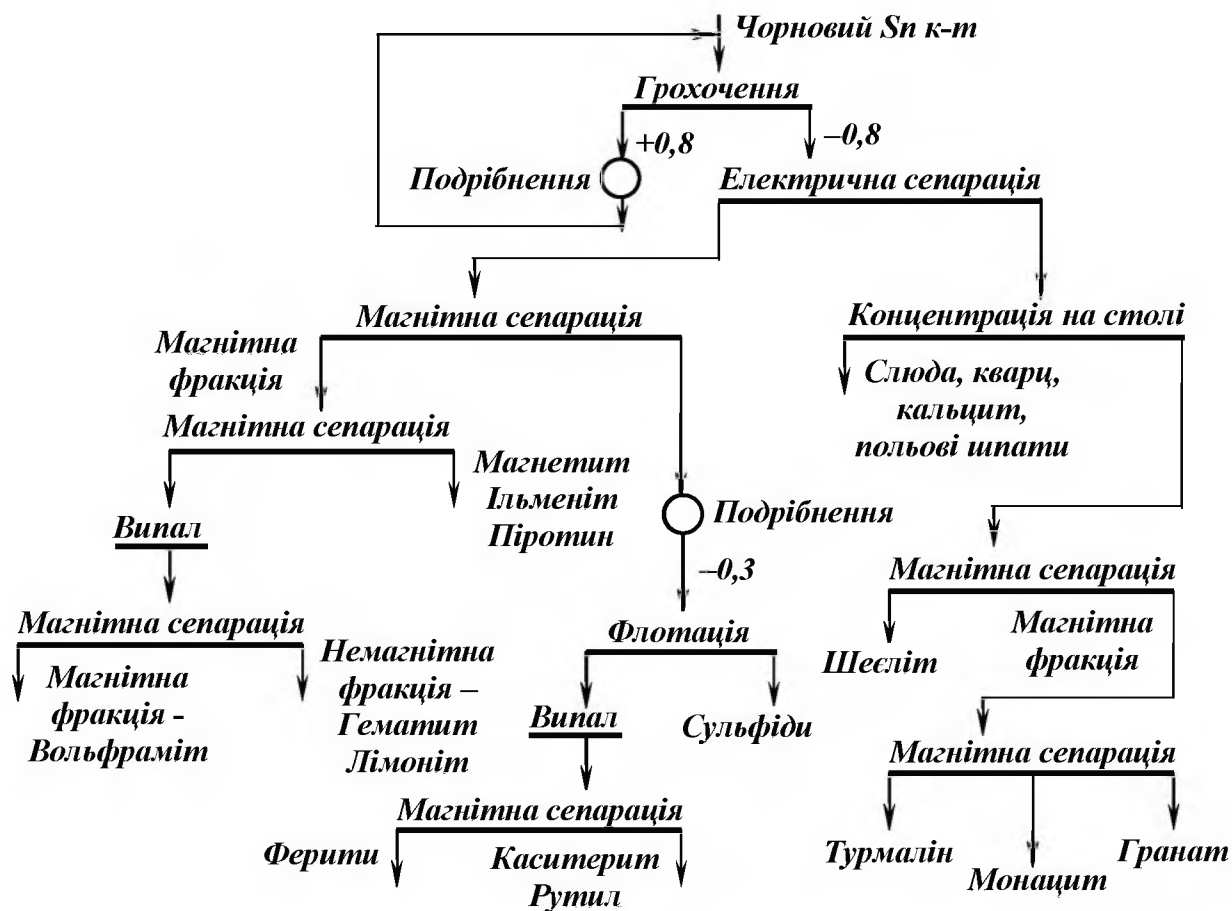 Чорновий Sn к-т
Грохочення
+0,8
–0,8
Подрібнення
Електрична сепарація
Магнітна сепарація
Концентрація на столі
Магнітна
фракція
Слюда, кварц,
кальцит,
польові шпати
Магнітна сепарація
Магнетит
Ільменіт
Піротин
Подрібнення
Випал
–0,3
Магнітна сепарація
Магнітна сепарація
Флотація
Магнітна
фракція
Шеєліт
Магнітна
фракція -
Вольфраміт
Немагнітна
фракція –
Гематит
Лімоніт
Випал
Сульфіди
Магнітна сепарація
Магнітна сепарація
Ферити
Каситерит
Рутил
Турмалін
Монацит
Гранат